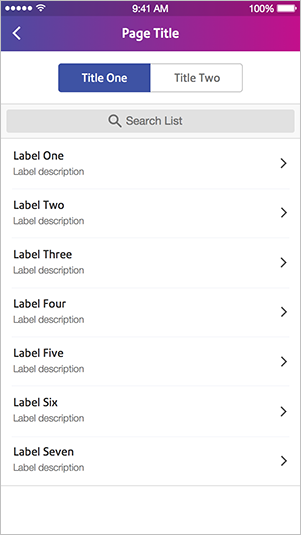 9:41 AM 100%
Page Title
Title One Title Two
Search List
Label One
Label description
Label Two
Label description
Label Three
Label description
Label Four
Label description
Label Five
Label description
Label Six
Label description
Label Seven
Label description